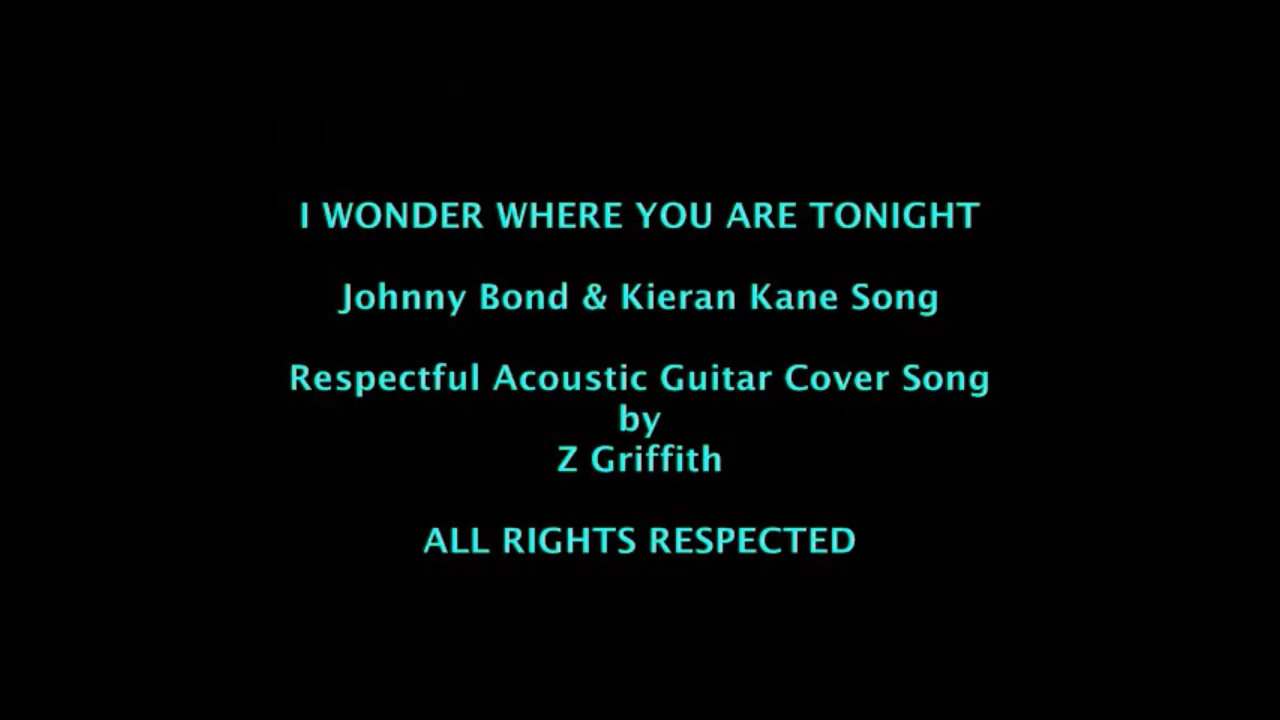 I WONDER WHERE YOU ARE TONIGHT
Johnny Bond & Kieran Kane Song
Respectful Acoustic Guitar Cover Song
by
Z Griffith
ALL RIGHTS RESPECTED